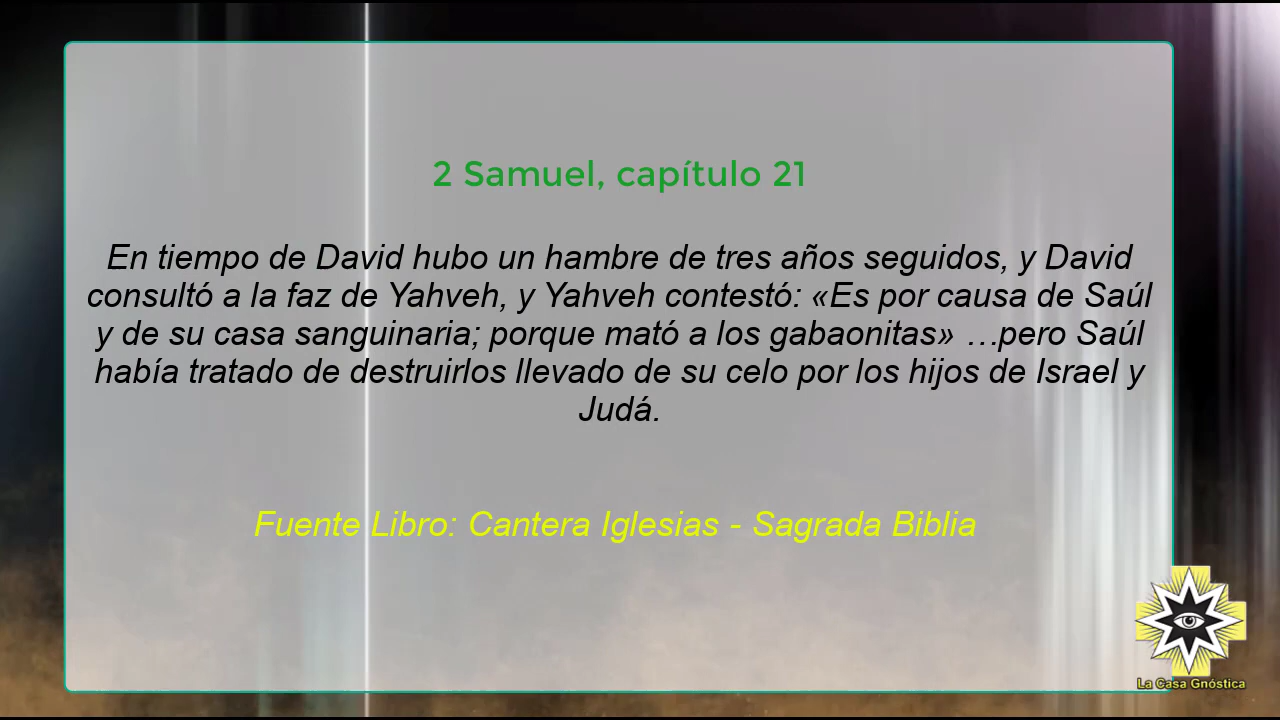 2 Samuel, capítulo 21
En tiempo de David hubo un hambre de tres años seguidos, y David
consultó a la faz de Yahveh, y Yahveh contestó: «Es por causa de Saúl
y de su casa sanguinaria; porque mató a los gabaonitas» …pero Saúl
había tratado de destruirlos llevado de su celo por los hijos de Israel y
Judá.
Fuente Libro: Cantera Iglesias - Sagrada Biblia
La Casa Gnóstica